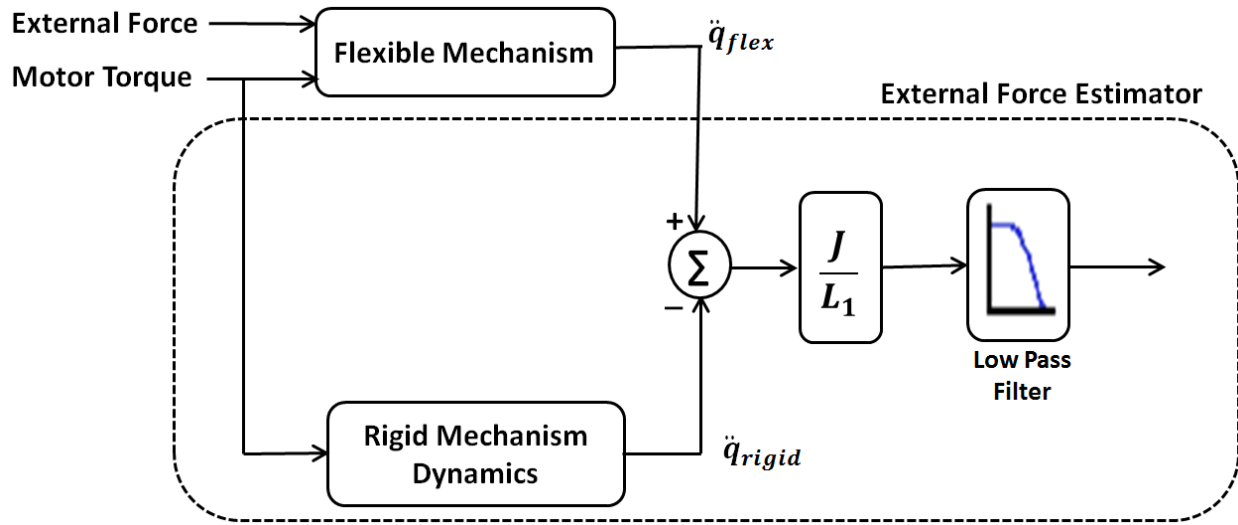 External Force
Motor Torque
Flexible Mechanism
q̈flex
External Force Estimator
+
Σ
−
J
L1
Low Pass
Filter
Rigid Mechanism
Dynamics
q̈rigid